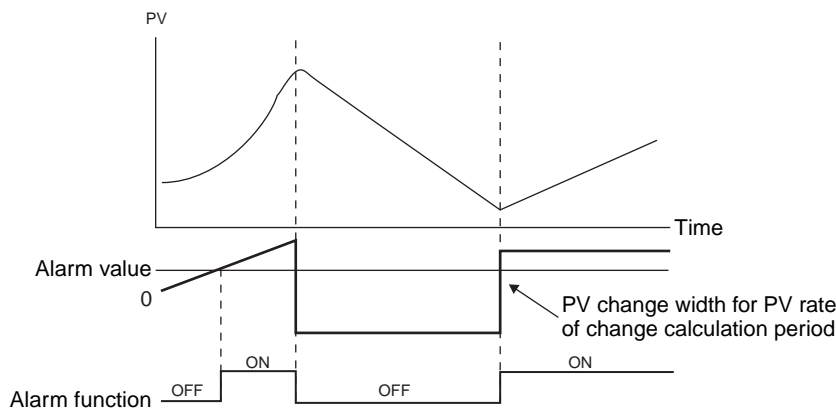 PV
Time
Alarm value
0
PV change width for PV rate
of change calculation period
ON
ON
OFF
OFF
Alarm function